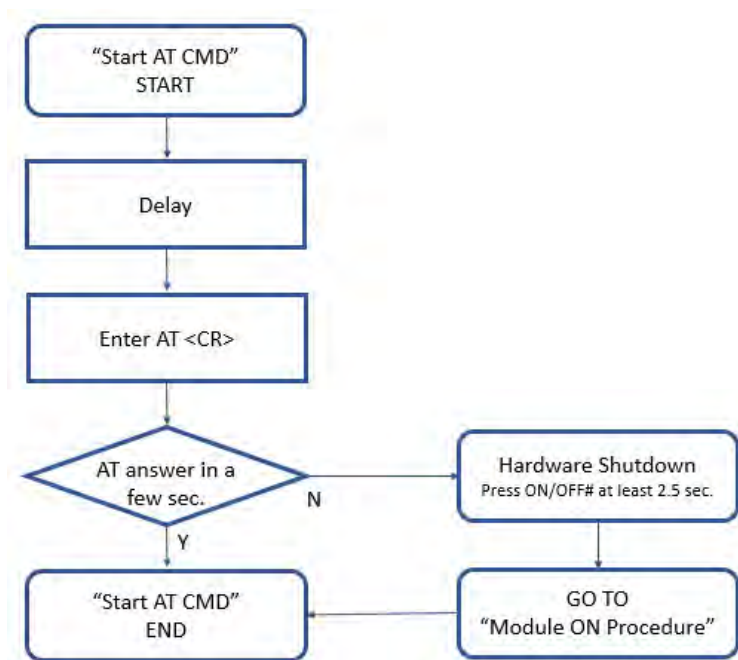 “Start AT CMD”
START
Delay
Enter AT <CR>
AT answer in a
few sec.
N
Y
Hardware Shutdown
Press ON/OFF# at least 2.5 sec.
GO TO
“Module ON Procedure”
“Start AT CMD”
END